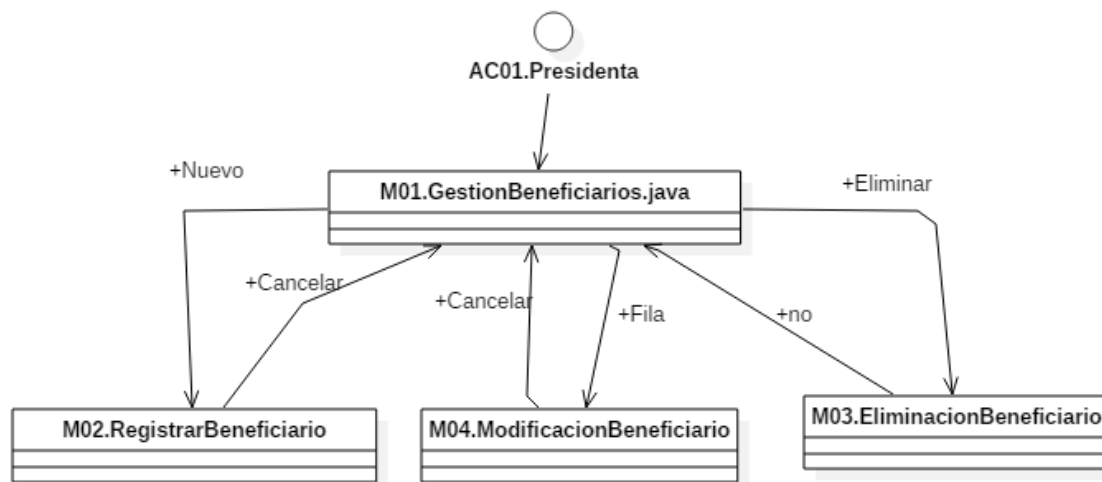 AC01.Presidenta
+Nuevo
M01.GestionBeneficiarios.java
+Eliminar
+Cancelar
+Cancelar
+Fila
+no
M02.RegistrarBeneficiario
M04.ModificacionBeneficiario
M03.EliminacionBeneficiario